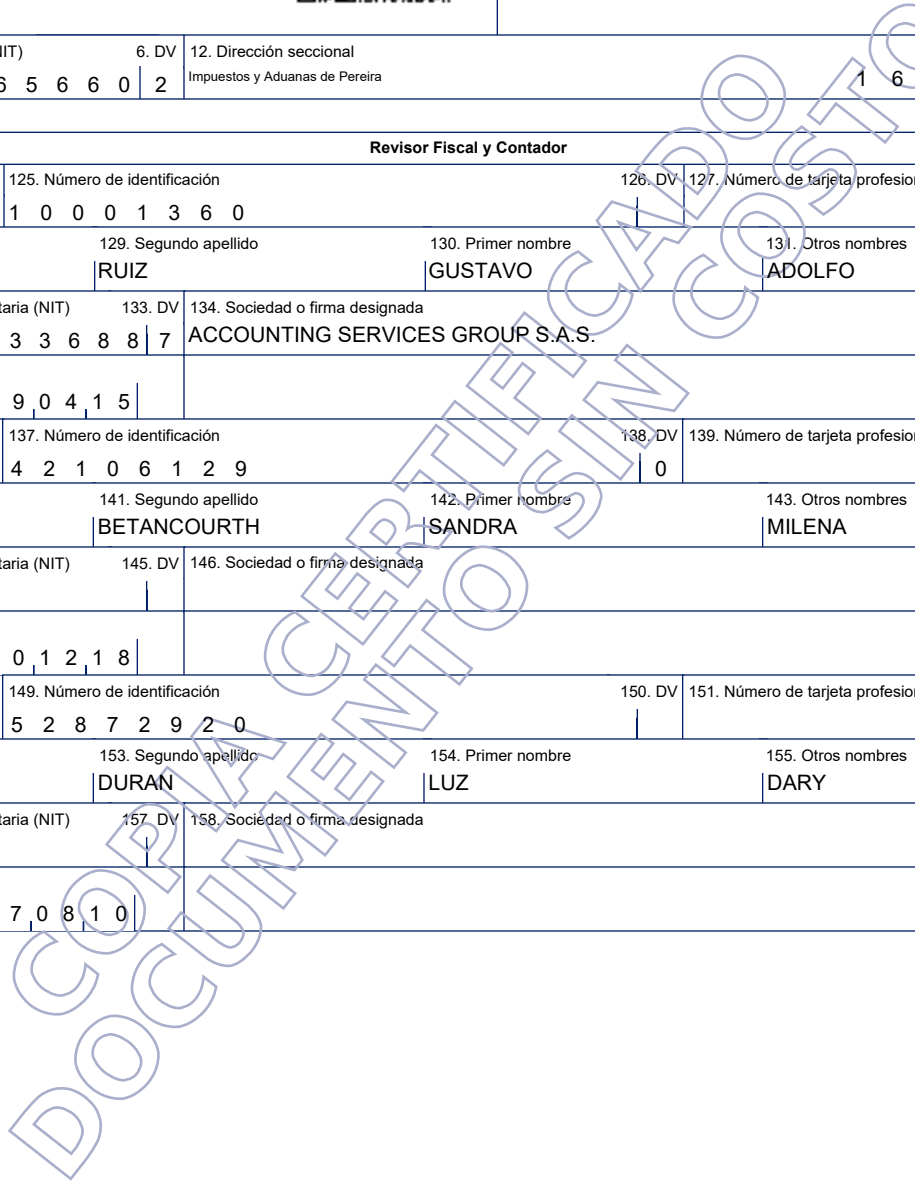 IIT) 6. DV 12. Dirección seccional
6 5 6 6 0 2 Impuestos y Aduanas de Pereira 1 6
Revisor Fiscal y Contador
125. Número de identificación 126. DV 127. Número de tarjeta profesion
1 0 0 0 1 3 6 0
129. Segundo apellido 130. Primer nombre 131. Otros nombres
RUIZ GUSTAVO ADOLFO
taria (NIT) 133. DV 134. Sociedad o firma designada
3 3 6 8 8 7 ACCOUNTING SERVICES GROUP S.A.S.
9 0 4 1 5
137. Número de identificación 138. DV 139. Número de tarjeta profesion
4 2 1 0 6 1 2 9 0
141. Segundo apellido 142. Primer nombre 143. Otros nombres
BETANCOURTH SANDRA MILENA
taria (NIT) 145. DV 146. Sociedad o firma designada
0 1 2 1 8
149. Número de identificación 150. DV 151. Número de tarjeta profesion
5 2 8 7 2 9 2 0
153. Segundo apellido 154. Primer nombre 155. Otros nombres
DURAN LUZ DARY
taria (NIT) 157. DV 158. Sociedad o firma designada
7 0 8 1 0
COPIA CERTIFICADO
DOCUMENTO SIN COSTO